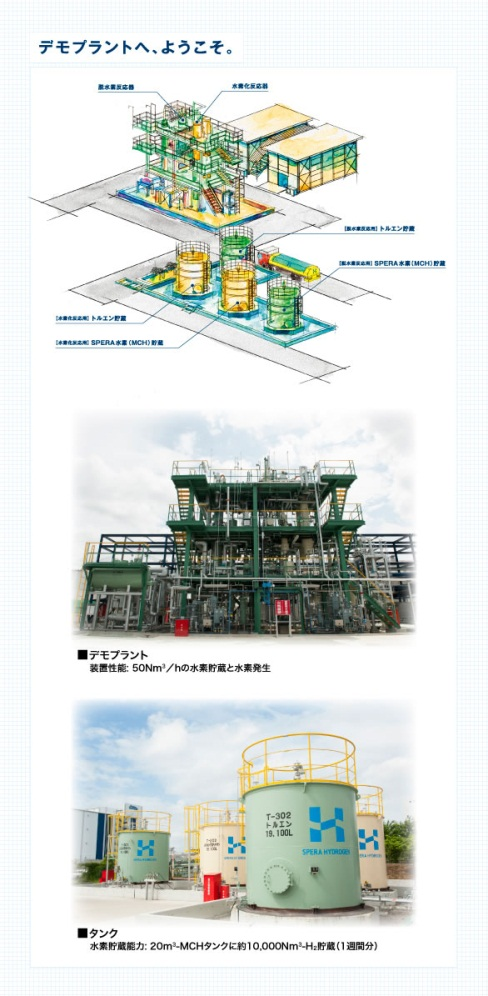 デモプラントへ、ようこそ。
脱水素反応器
水素化反応器
[脱水素反応用] トルエン貯蔵
[脱水素反応用] SPERA水素(MCH)貯蔵
[水素化反応用] トルエン貯蔵
[水素化反応用] SPERA水素(MCH)貯蔵
■デモプラント
装置性能: 50Nm³/hの水素貯蔵と水素発生
T-302
トルエン
19,100L
SPERA HYDROGEN
■タンク
水素貯蔵能力: 20m³-MCHタンクに約10,000Nm³-H₂貯蔵(1週間分)